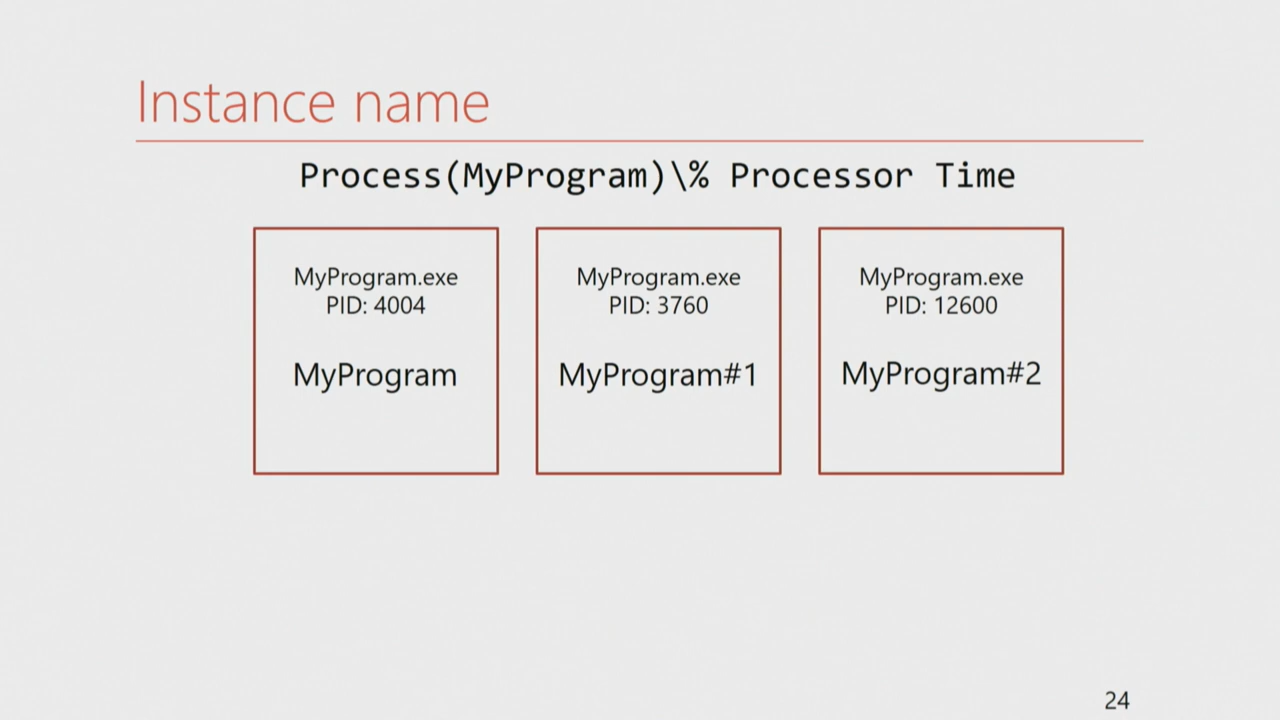 Instance name
Process(MyProgram)\% Processor Time
MyProgram.exe
PID: 4004
MyProgram
MyProgram.exe
PID: 3760
MyProgram#1
MyProgram.exe
PID: 12600
MyProgram#2
24